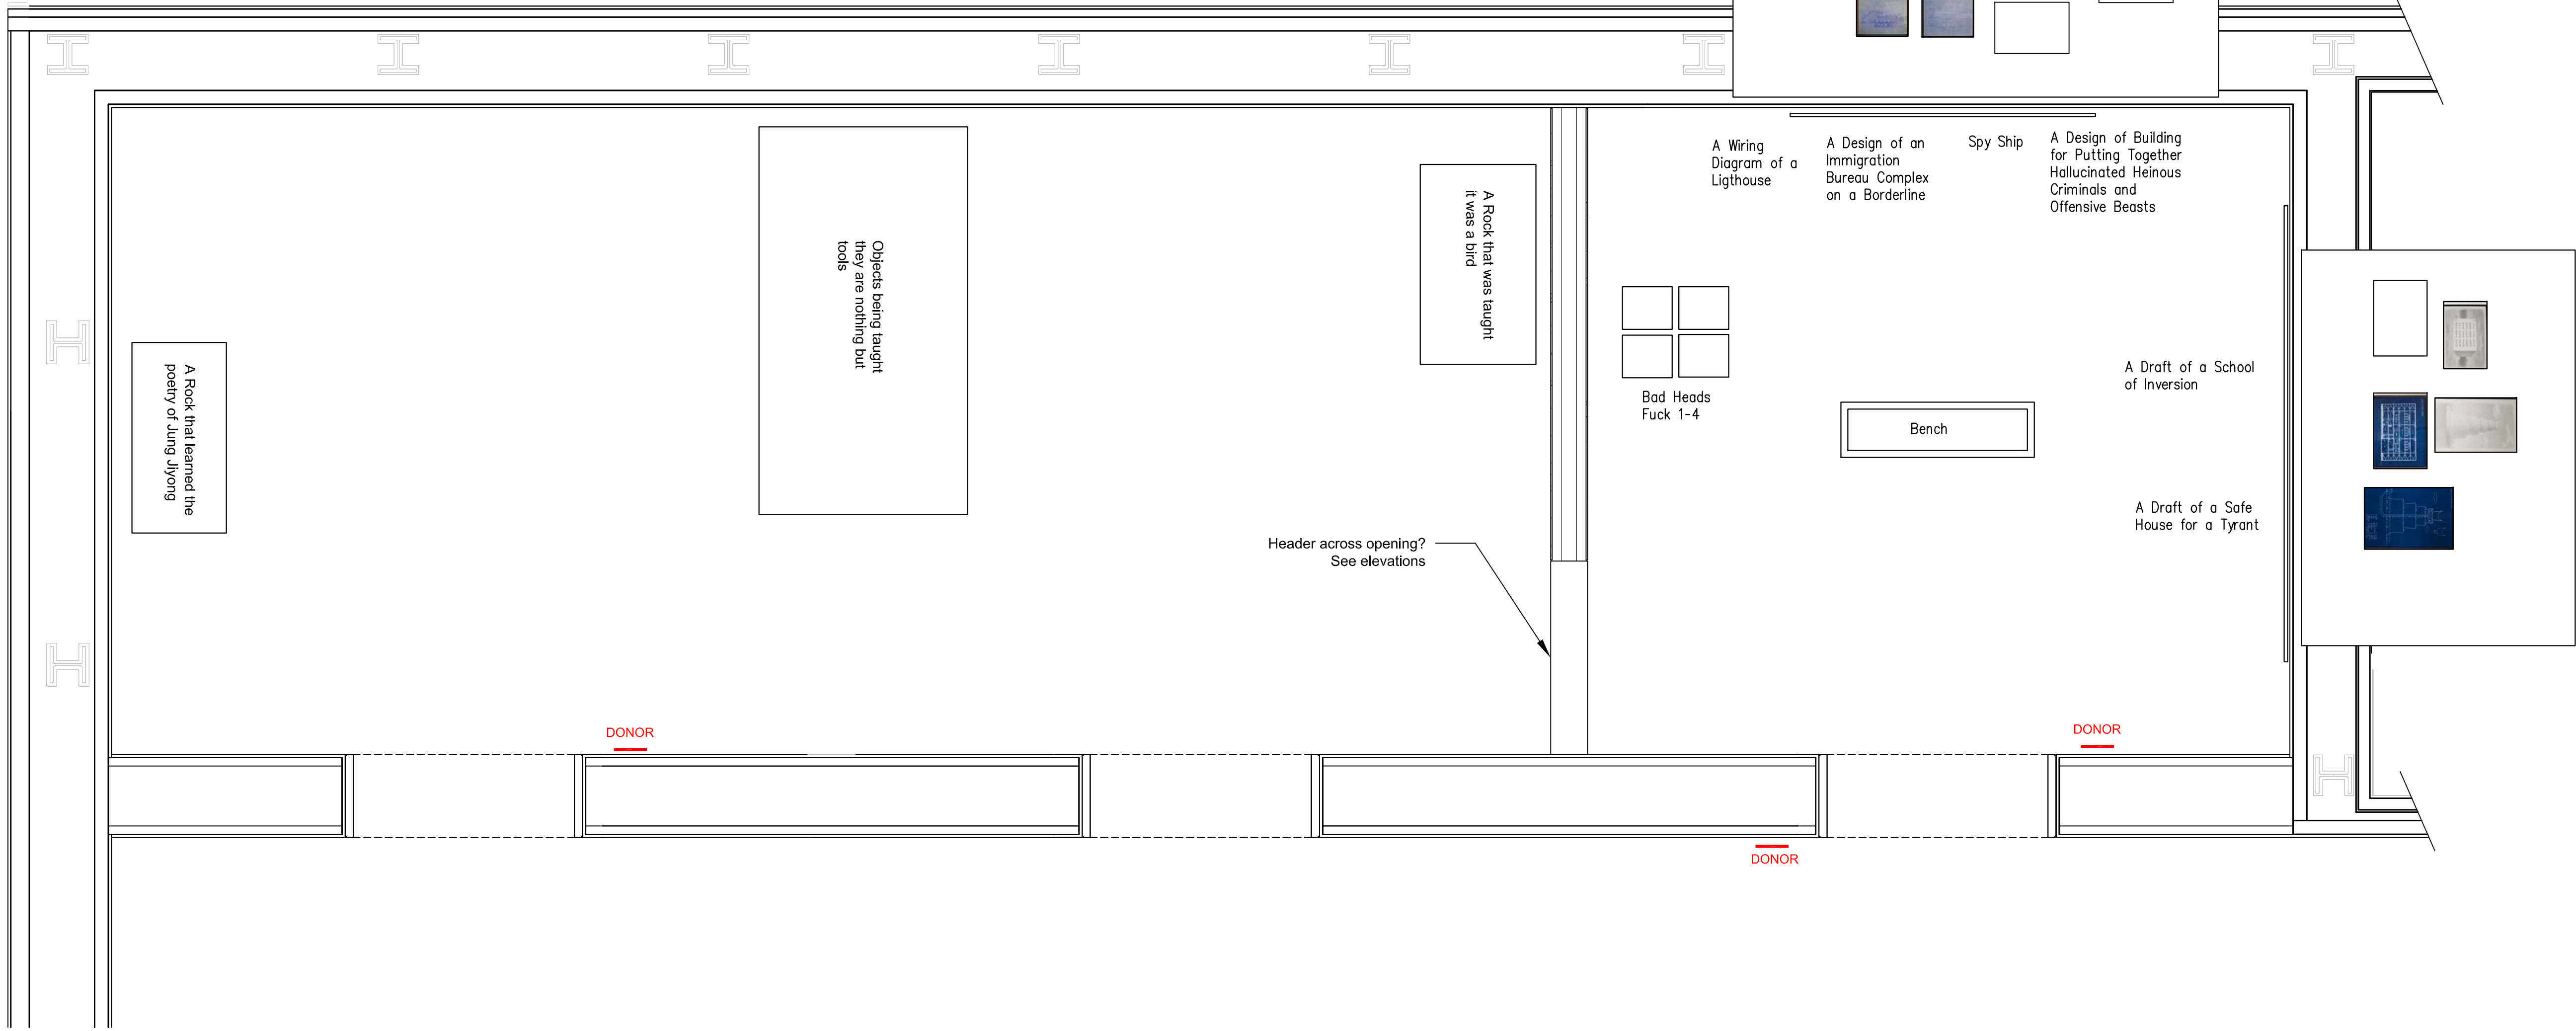 A Rock that learned the
poetry of Jung Jiyong
Objects being taught
they are nothing but
tools
A Rock that was taught
it was a bird
A Wiring
Diagram of a
Ligthouse
A Design of an
Immigration
Bureau Complex
on a Borderline
Spy Ship
A Design of Building
for Putting Together
Hallucinated Heinous
Criminals and
Offensive Beasts
Bad Heads
Fuck 1-4
Bench
A Draft of a School
of Inversion
A Draft of a Safe
House for a Tyrant
Header across opening?
See elevations
DONOR
DONOR
DONOR